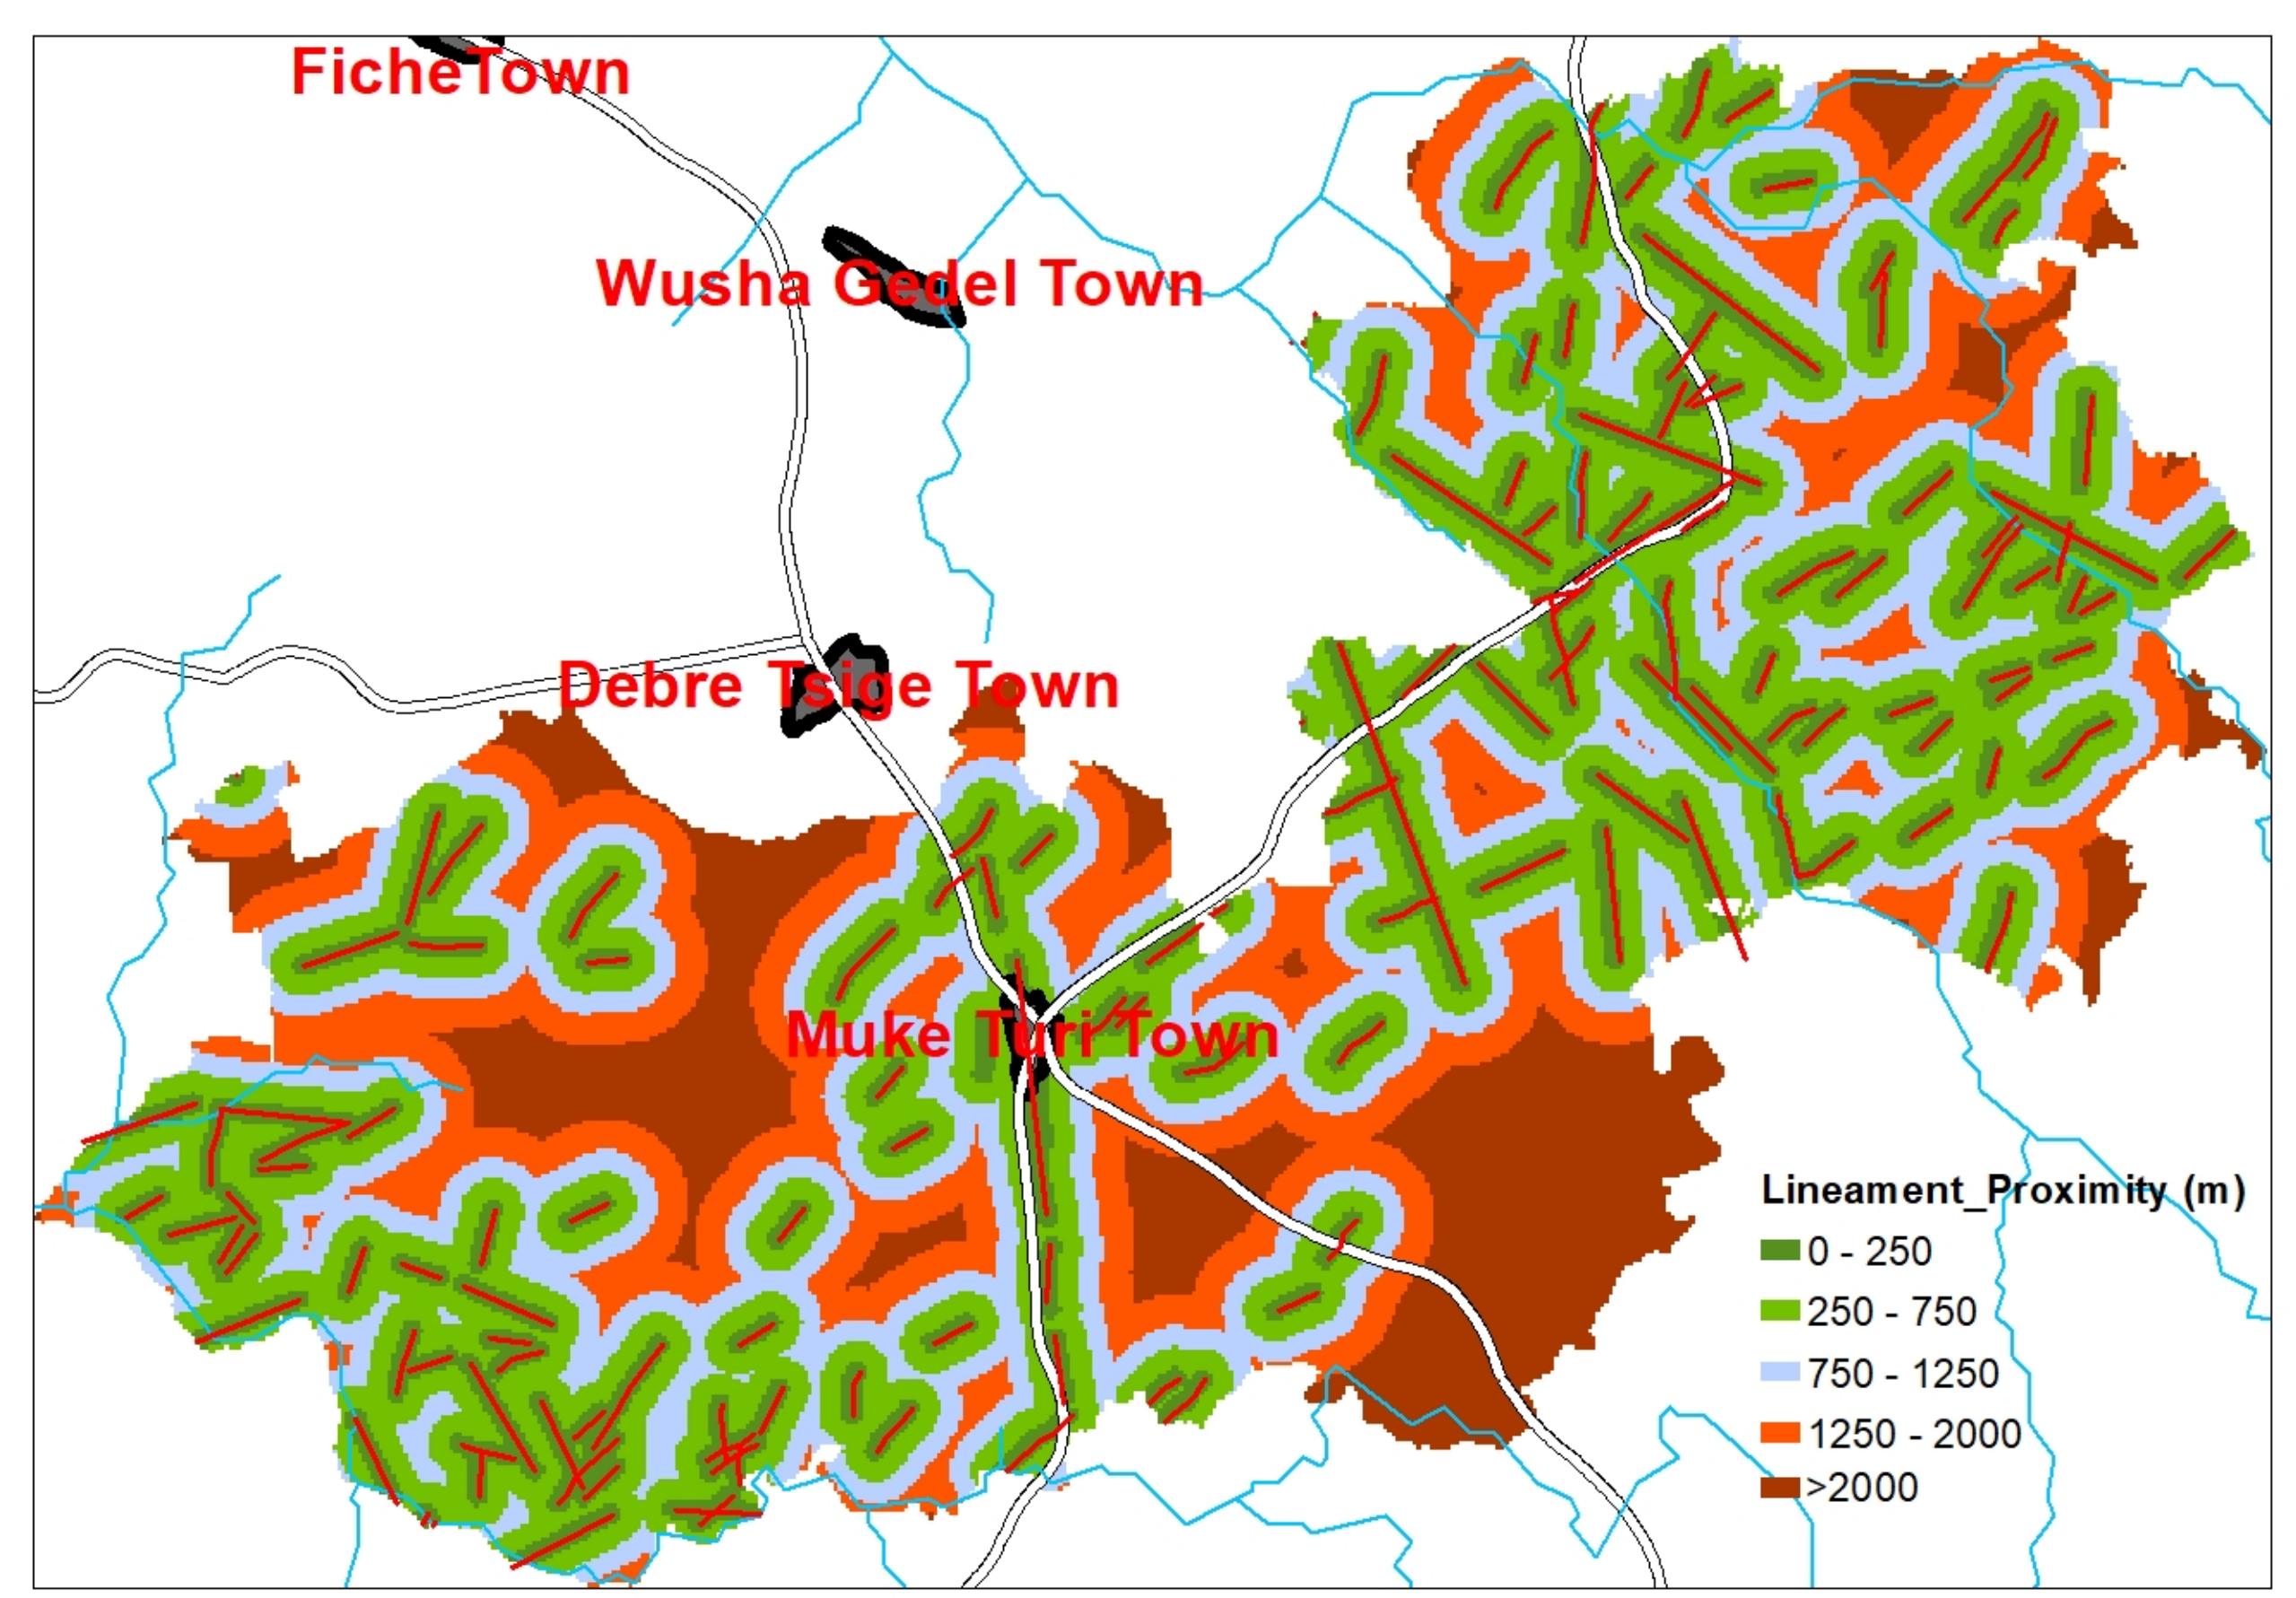 FicheTown
Wusha Gedel Town
Debre Tsige Town
Muke Turi Town
Lineament_Proximity (m)
0 - 250
250 - 750
750 - 1250
1250 - 2000
>2000